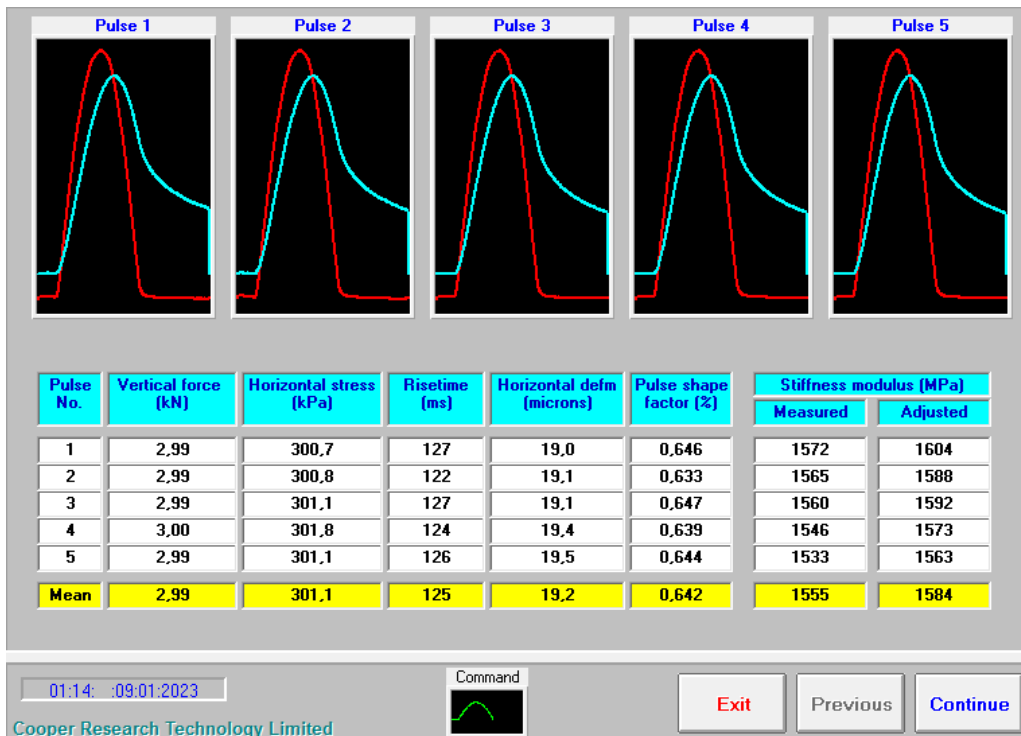 Pulse 1 Pulse 2 Pulse 3 Pulse 4 Pulse 5
Pulse No. Vertical force (kN) Horizontal stress (kPa) Risetime (ms) Horizontal defm (microns) Pulse shape factor (%) Stiffness modulus (MPa)
Measured Adjusted
1 2,99 300,7 127 19,0 0,646 1572 1604
2 2,99 300,8 122 19,1 0,633 1565 1588
3 2,99 301,1 127 19,1 0,647 1560 1592
4 3,00 301,8 124 19,4 0,639 1546 1573
5 2,99 301,1 126 19,5 0,644 1533 1563
Mean 2,99 301,1 125 19,2 0,642 1555 1584
01:14: :09:01:2023
Command
Exit Previous Continue
Cooper Research Technology Limited